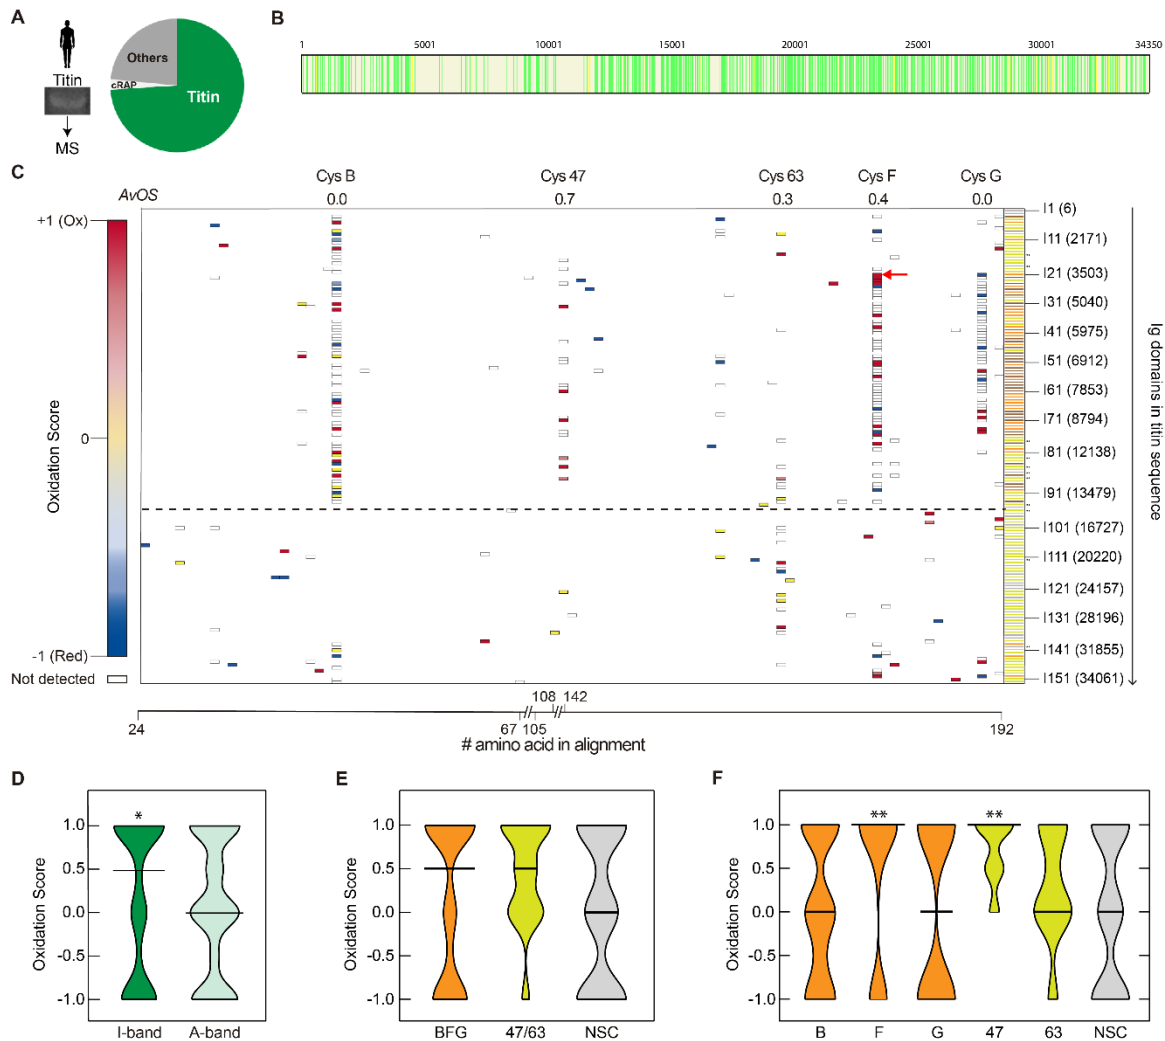 A
Titin
MS
Others
cRAP
Titin
B
1 5001 10001 15001 20001 25001 30001 34350
C
AvOS
Cys B Cys 47 Cys 63 Cys F Cys G
0.0 0.7 0.3 0.4 0.0
+1 (Ox)
0
-1 (Red)
Oxidation Score
Not detected
I1 (6)
I11 (2171)
I21 (3503)
I31 (5040)
I41 (5975)
I51 (6912)
I61 (7853)
I71 (8794)
I81 (12138)
I91 (13479)
I101 (16727)
I111 (20220)
I121 (24157)
I131 (28196)
I141 (31855)
I151 (34061)
Ig domains in titin sequence
108 142
24 67 105 192
# amino acid in alignment
D
Oxidation Score
1.0
0.5
0.0
-0.5
-1.0
*
I-band A-band
E
Oxidation Score
1.0
0.5
0.0
-0.5
-1.0
BFG 47/63 NSC
F
Oxidation Score
1.0
0.5
0.0
-0.5
-1.0
** **
B F G 47 63 NSC